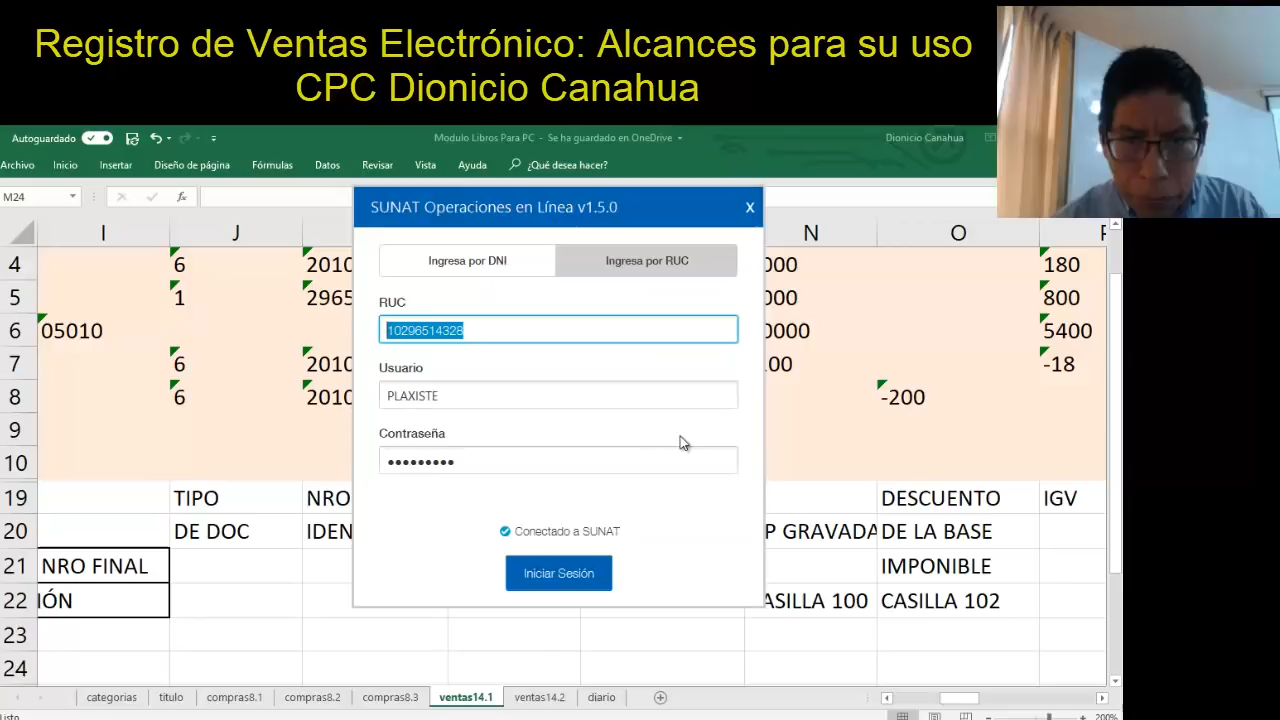 Registro de Ventas Electrónico: Alcances para su uso
CPC Dionicio Canahua
Autoguardado
Modulo Libros Para PC - Se ha guardado en OneDrive
Dionicio Canahua
Archivo Inicio Insertar Diseño de página Fórmulas Datos Revisar Vista Ayuda ¿Qué desea hacer?
M24 fx
SUNAT Operaciones en Línea v1.5.0 X
Ingresa por DNI Ingresa por RUC
RUC
10296514328
Usuario
PLAXISTE
Contraseña
●●●●●●●●●
Conectado a SUNAT
Iniciar Sesión
I J N O
4 6 2010 000 180
5 1 2965 000 800
6 05010 0000 5400
7 6 2010 100 -18
8 6 2010 -200
9
10
19 TIPO NRO DESCUENTO IGV
20 DE DOC IDEN P GRAVADA DE LA BASE
21 NRO FINAL IMPONIBLE
22 IÓN ASILLA 100 CASILLA 102
23
24
categorias titulo compras8.1 compras8.2 compras8.3 ventas14.1 ventas14.2 diario
Listo 200%